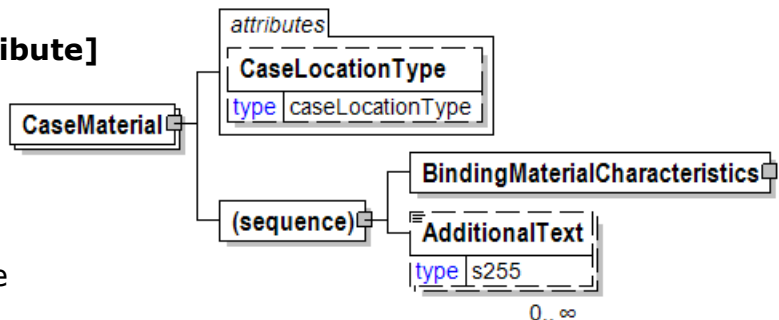 ibute]
attributes
CaseLocationType
type caseLocationType
CaseMaterial
BindingMaterialCharacteristics
(sequence)
AdditionalText
type s255
e
0..∞